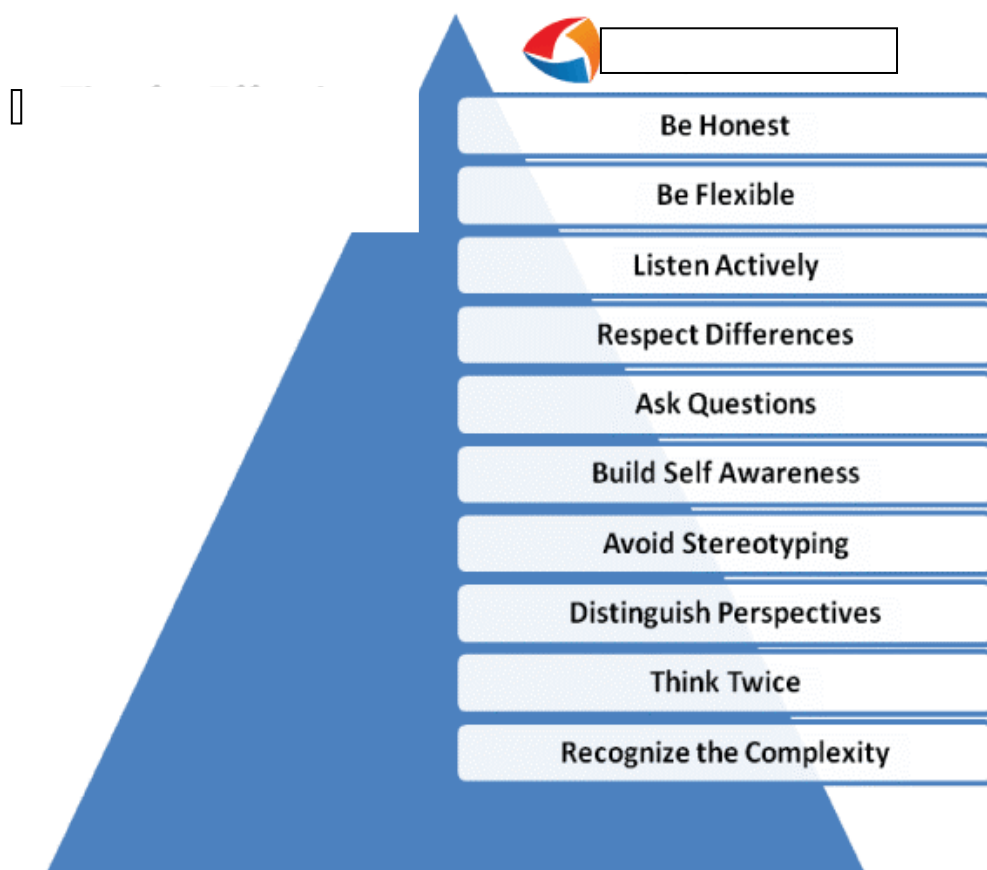 Be Honest
Be Flexible
Listen Actively
Respect Differences
Ask Questions
Build Self Awareness
Avoid Stereotyping
Distinguish Perspectives
Think Twice
Recognize the Complexity